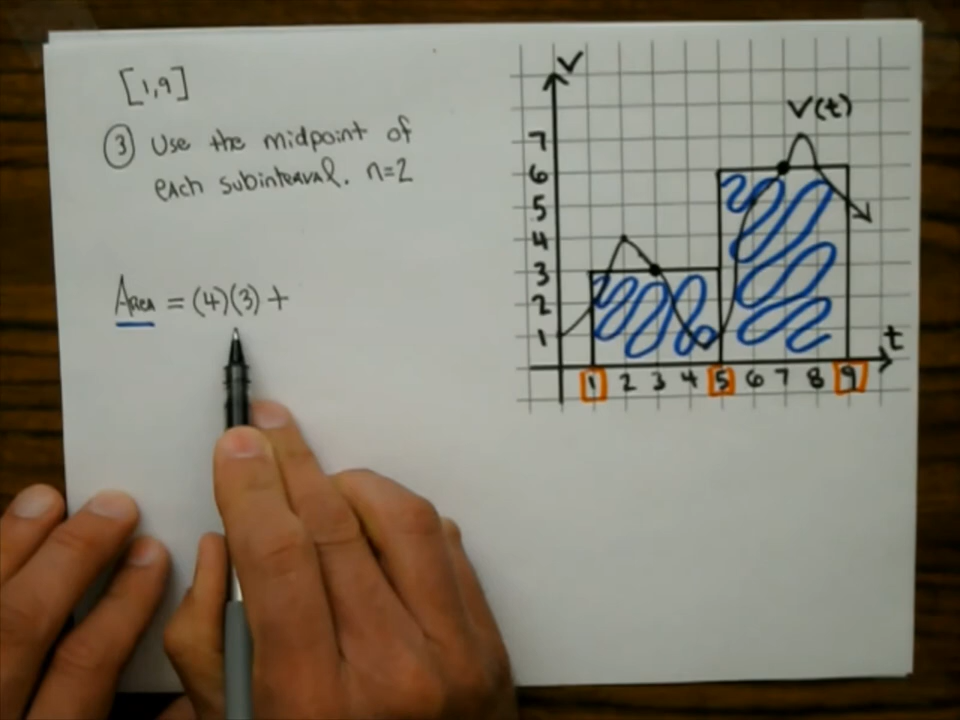 [1,9]
③ Use the midpoint of
each subinterval. n=2
Area = (4)(3) +
V
V(t)
7
6
5
4
3
2
1
t
1 2 3 4 5 6 7 8 9